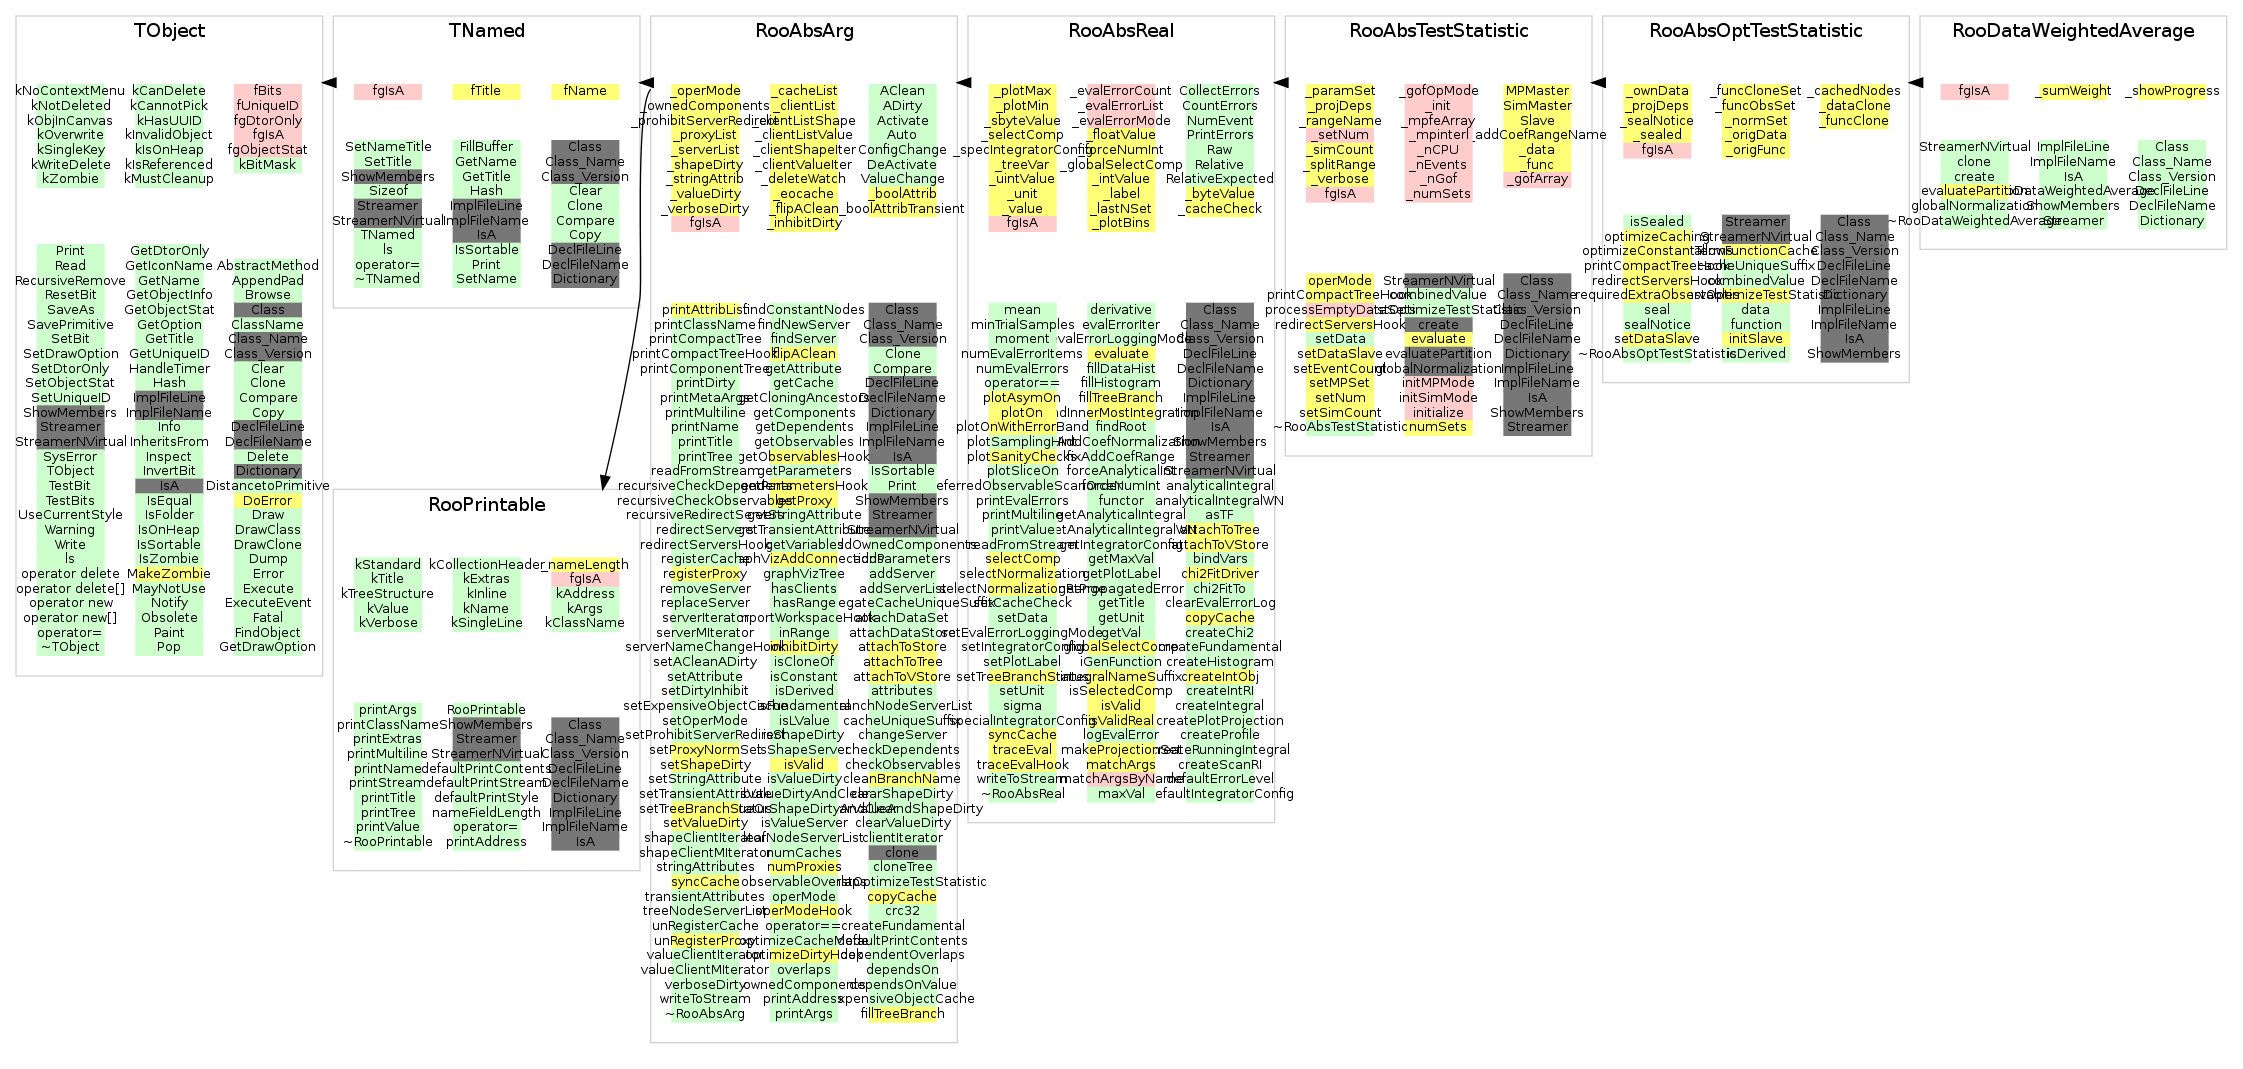 TObject
kNoContextMenu
kNotDeleted
kObjInCanvas
kOverwrite
kSingleKey
kWriteDelete
kZombie
kCanDelete
kCannotPick
kHasUUID
kInvalidObject
kIsOnHeap
kIsReferenced
kMustCleanup
fBits
fUniqueID
fgDtorOnly
fgIsA
fgObjectStat
kBitMask
Print
Read
RecursiveRemove
ResetBit
SaveAs
SavePrimitive
SetBit
SetDrawOption
SetDtorOnly
SetObjectStat
SetUniqueID
ShowMembers
Streamer
StreamerNVirtual
SysError
TObject
TestBit
TestBits
UseCurrentStyle
Warning
Write
ls
operator delete
operator delete[]
operator new
operator new[]
operator=
~TObject
GetDtorOnly
GetIconName
GetName
GetObjectInfo
GetObjectStat
GetOption
GetTitle
GetUniqueID
HandleTimer
Hash
ImplFileLine
ImplFileName
Info
InheritsFrom
Inspect
InvertBit
IsA
IsEqual
IsFolder
IsOnHeap
IsSortable
IsZombie
MakeZombie
MayNotUse
Notify
Obsolete
Paint
Pop
AbstractMethod
AppendPad
Browse
Class
ClassName
Class_Name
Class_Version
Clear
Clone
Compare
Copy
DeclFileLine
DeclFileName
Delete
Dictionary
DistancetoPrimitive
DoError
Draw
DrawClass
DrawClone
Dump
Error
Execute
ExecuteEvent
Fatal
FindObject
GetDrawOption
TNamed
fgIsA
fTitle
fName
SetNameTitle
SetTitle
ShowMembers
Sizeof
Streamer
StreamerNVirtual
TNamed
ls
operator=
~TNamed
FillBuffer
GetName
GetTitle
Hash
ImplFileLine
ImplFileName
IsA
IsSortable
Print
SetName
Class
Class_Name
Class_Version
Clear
Clone
Compare
Copy
DeclFileLine
DeclFileName
Dictionary
RooPrintable
kStandard
kTitle
kTreeStructure
kValue
kVerbose
kCollectionHeader
kExtras
kInline
kName
kSingleLine
_nameLength
fgIsA
kAddress
kArgs
kClassName
printArgs
printClassName
printExtras
printMultiline
printName
printStream
printTitle
printTree
printValue
~RooPrintable
RooPrintable
ShowMembers
Streamer
StreamerNVirtual
defaultPrintContents
defaultPrintStream
defaultPrintStyle
nameFieldLength
operator=
printAddress
Class
Class_Name
Class_Version
DeclFileLine
DeclFileName
Dictionary
ImplFileLine
ImplFileName
IsA
RooAbsArg
_operMode
_ownedComponents
_prohibitServerRedirect
_proxyList
_serverList
_shapeDirty
_stringAttrib
_valueDirty
_verboseDirty
fgIsA
_cacheList
_clientList
_clientListValue
_clientShapeIter
_clientValueIter
_deleteWatch
_eocache
_flipAClean
_inhibitDirty
AClean
ADirty
Activate
Auto
ConfigChange
DeActivate
ValueChange
_boolAttrib
_boolAttribTransient
printAttribList
printClassName
printCompactTree
printCompactTreeHook
printComponentTree
printDirty
printMetaArgs
printMultiline
printName
printTitle
printTree
readFromStream
recursiveCheckDependents
recursiveCheckObservables
recursiveRedirectServers
redirectServers
redirectServersHook
registerCache
registerProxy
removeServer
replaceServer
serverIterator
serverMIterator
serverNameChangeHook
setACleanADirty
setAttribute
setDirtyInhibit
setExpensiveObjectCache
setOperMode
setProhibitServerRedirect
setProxyNormSet
setShapeDirty
setStringAttribute
setTransientAttribute
setTreeBranchStatus
setValueDirty
shapeClientIterator
shapeClientMIterator
stringAttributes
syncCache
transientAttributes
treeNodeServerList
unRegisterCache
unRegisterProxy
valueClientIterator
valueClientMIterator
verboseDirty
writeToStream
~RooAbsArg
findConstantNodes
findNewServer
findServer
flipAClean
getAttribute
getCache
getCloningAncestors
getComponents
getDependents
getObservables
getObservablesHook
getParameters
getParametersHook
getProxy
getStringAttribute
getTransientAttribute
getVariables
graphVizTree
hasClients
hasRange
inRange
inhibitDirty
isCloneOf
isConstant
isDerived
isFundamental
isLValue
isShapeDirty
isShapeServer
isValid
isValueDirty
isValueServer
numCaches
numProxies
observableOverlaps
operMode
operModeHook
operator==
optimizeCacheMode
optimizeDirtyHook
overlaps
ownedComponents
printAddress
printArgs
Class
Class_Name
Class_Version
Clone
Compare
DeclFileLine
DeclFileName
Dictionary
ImplFileLine
ImplFileName
IsA
IsSortable
Print
ShowMembers
Streamer
StreamerNVirtual
addParameters
addServer
addServerList
attachDataSet
attachDataStore
attachToStore
attachToTree
attachToVStore
attributes
branchNodeServerList
cacheUniqueSuffix
changeServer
checkDependents
checkObservables
cleanBranchName
clearShapeDirty
clearValueDirty
clientIterator
clone
cloneTree
copyCache
crc32
createFundamental
defaultPrintContents
dependentOverlaps
dependsOn
dependsOnValue
expensiveObjectCache
fillTreeBranch
RooAbsReal
_plotMax
_plotMin
_sbyteValue
_selectComp
_specIntegratorConfig
_treeVar
_uintValue
_unit
_value
fgIsA
_evalErrorCount
_evalErrorList
_evalErrorMode
_floatValue
_forceNumInt
_globalSelectComp
_intValue
_label
_lastNSet
_plotBins
CollectErrors
CountErrors
NumEvent
PrintErrors
Raw
Relative
RelativeExpected
_byteValue
_cacheCheck
mean
minTrialSamples
moment
numEvalErrorItems
numEvalErrors
operator==
plotAsymOn
plotOn
plotOnWithErrorBand
plotSamplingHint
plotSanityChecks
plotSliceOn
printEvalErrors
printMultiline
printValue
readFromStream
selectComp
selectNormalization
selectNormalizationRange
setCacheCheck
setData
setEvalErrorLoggingMode
setIntegratorConfig
setPlotLabel
setTreeBranchStatus
setUnit
sigma
specialIntegratorConfig
syncCache
traceEval
traceEvalHook
writeToStream
~RooAbsReal
derivative
evalErrorIter
evalErrorLoggingMode
evaluate
fillDataHist
fillHistogram
fillTreeBranch
findInnerMostIntegration
findRoot
fixAddCoefNormalization
fixAddCoefRange
forceAnalyticalInt
forceNumInt
functor
getAnalyticalIntegral
getAnalyticalIntegralWN
getIntegratorConfig
getMaxVal
getPlotLabel
getPropagatedError
getTitle
getUnit
getVal
globalSelectComp
iGenFunction
integralNameSuffix
isSelectedComp
isValid
isValidReal
logEvalError
makeProjectionSet
matchArgs
matchArgsByName
maxVal
Class
Class_Name
Class_Version
DeclFileLine
DeclFileName
Dictionary
ImplFileLine
ImplFileName
IsA
ShowMembers
Streamer
StreamerNVirtual
analyticalIntegral
analyticalIntegralWN
asTF
attachToTree
attachToVStore
bindVars
chi2FitDriver
chi2FitTo
clearEvalErrorLog
copyCache
createChi2
createFundamental
createHistogram
createIntObj
createIntRI
createIntegral
createPlotProjection
createProfile
createRunningIntegral
createScanRI
defaultErrorLevel
defaultIntegratorConfig
RooAbsTestStatistic
_paramSet
_projDeps
_rangeName
_setNum
_simCount
_splitRange
_verbose
fgIsA
_gofOpMode
_init
_mpfeArray
_mpinterl
_nCPU
_nEvents
_nGof
_numSets
MPMaster
SimMaster
Slave
_addCoefRangeName
_data
_func
_gofArray
operMode
printCompactTreeHook
processEmptyDataSets
redirectServersHook
setData
setDataSlave
setEventCount
setMPSet
setNum
setSimCount
~RooAbsTestStatistic
StreamerNVirtual
combinedValue
create
evaluate
evaluatePartition
globalNormalization
initMPMode
initSimMode
initialize
numSets
Class
Class_Name
Class_Version
DeclFileLine
DeclFileName
Dictionary
ImplFileLine
ImplFileName
IsA
ShowMembers
Streamer
RooAbsOptTestStatistic
_ownData
_projDeps
_sealNotice
_sealed
fgIsA
_funcCloneSet
_funcObsSet
_normSet
_origData
_origFunc
_cachedNodes
_dataClone
_funcClone
isSealed
optimizeCaching
optimizeConstantTerms
printCompactTreeHook
redirectServersHook
requiredExtraObservables
seal
sealNotice
setDataSlave
~RooAbsOptTestStatistic
Streamer
StreamerNVirtual
allowFunctionCache
cacheUniqueSuffix
combinedValue
data
function
initSlave
isDerived
Class
Class_Name
Class_Version
DeclFileLine
DeclFileName
Dictionary
ImplFileLine
ImplFileName
IsA
ShowMembers
RooDataWeightedAverage
fgIsA
_sumWeight
_showProgress
StreamerNVirtual
clone
create
evaluatePartition
globalNormalization
~RooDataWeightedAverage
ImplFileLine
ImplFileName
IsA
RooDataWeightedAverage
ShowMembers
Streamer
Class
Class_Name
Class_Version
DeclFileLine
DeclFileName
Dictionary